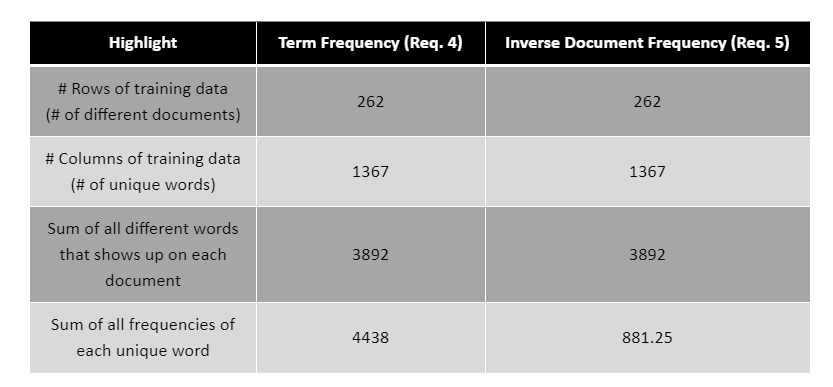 Highlight
Term Frequency (Req. 4)
Inverse Document Frequency (Req. 5)
# Rows of training data
(# of different documents)
262
262
# Columns of training data
(# of unique words)
1367
1367
Sum of all different words
that shows up on each
document
3892
3892
Sum of all frequencies of
each unique word
4438
881.25